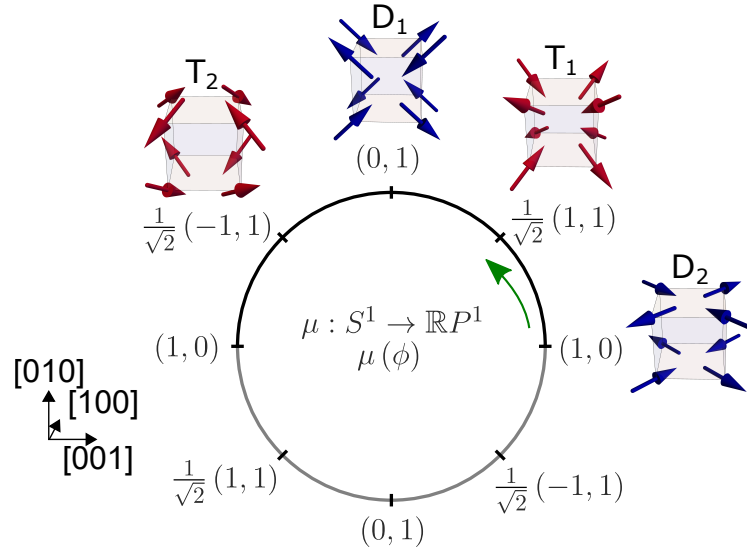 D₁
T₂
T₁
(0, 1)
1/√2 (−1, 1)
1/√2 (1, 1)
D₂
μ : S¹ → ℝP¹
μ (ϕ)
(1, 0)
(1, 0)
[010]
[100]
[001]
1/√2 (1, 1)
1/√2 (−1, 1)
(0, 1)